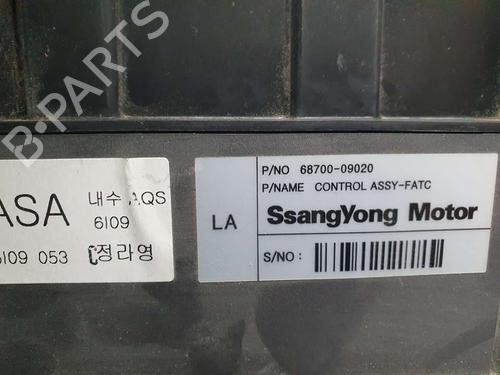 B-PARTS
ASA
내수 AQS
6109
6109 053
정라영
LA
P/NO 68700-09020
P/NAME CONTROL ASSY-FATC
SsangYong Motor
S/NO :